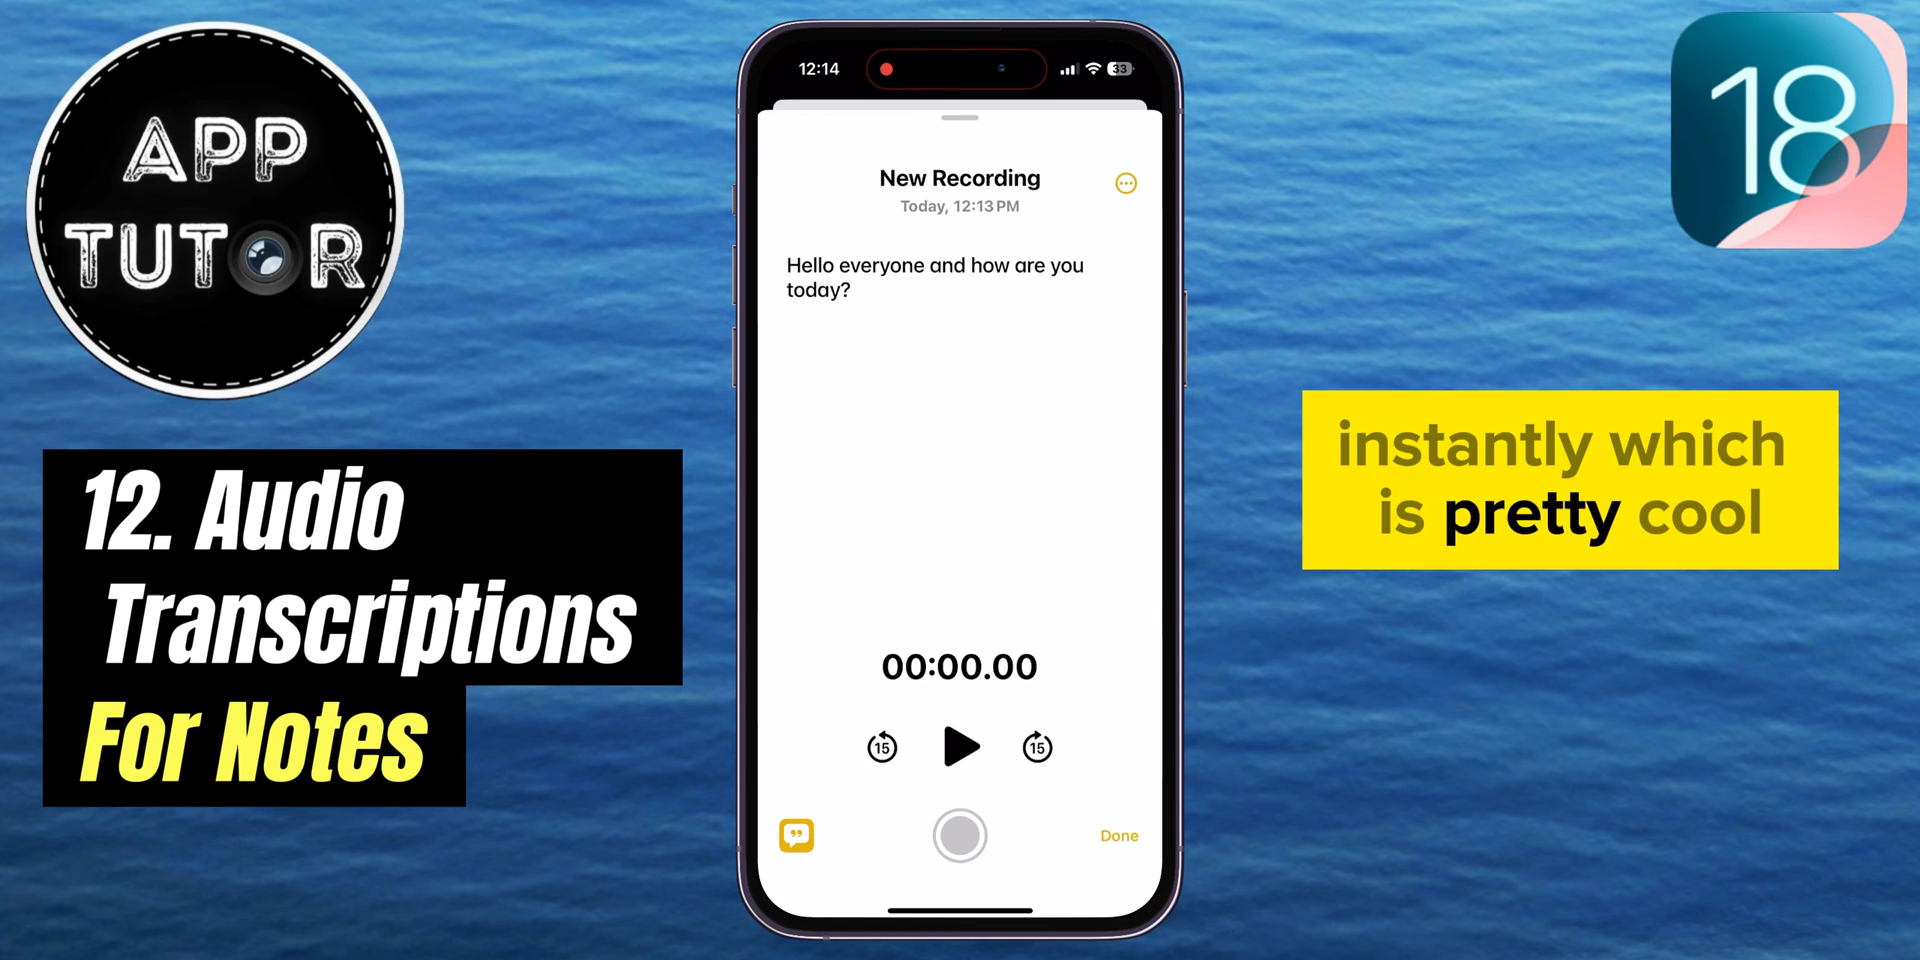 APP
TUTOR
12. Audio
Transcriptions
For Notes
12:14
33
New Recording
Today, 12:13 PM
Hello everyone and how are you
today?
00:00.00
15
15
Done
18
instantly which
is pretty cool